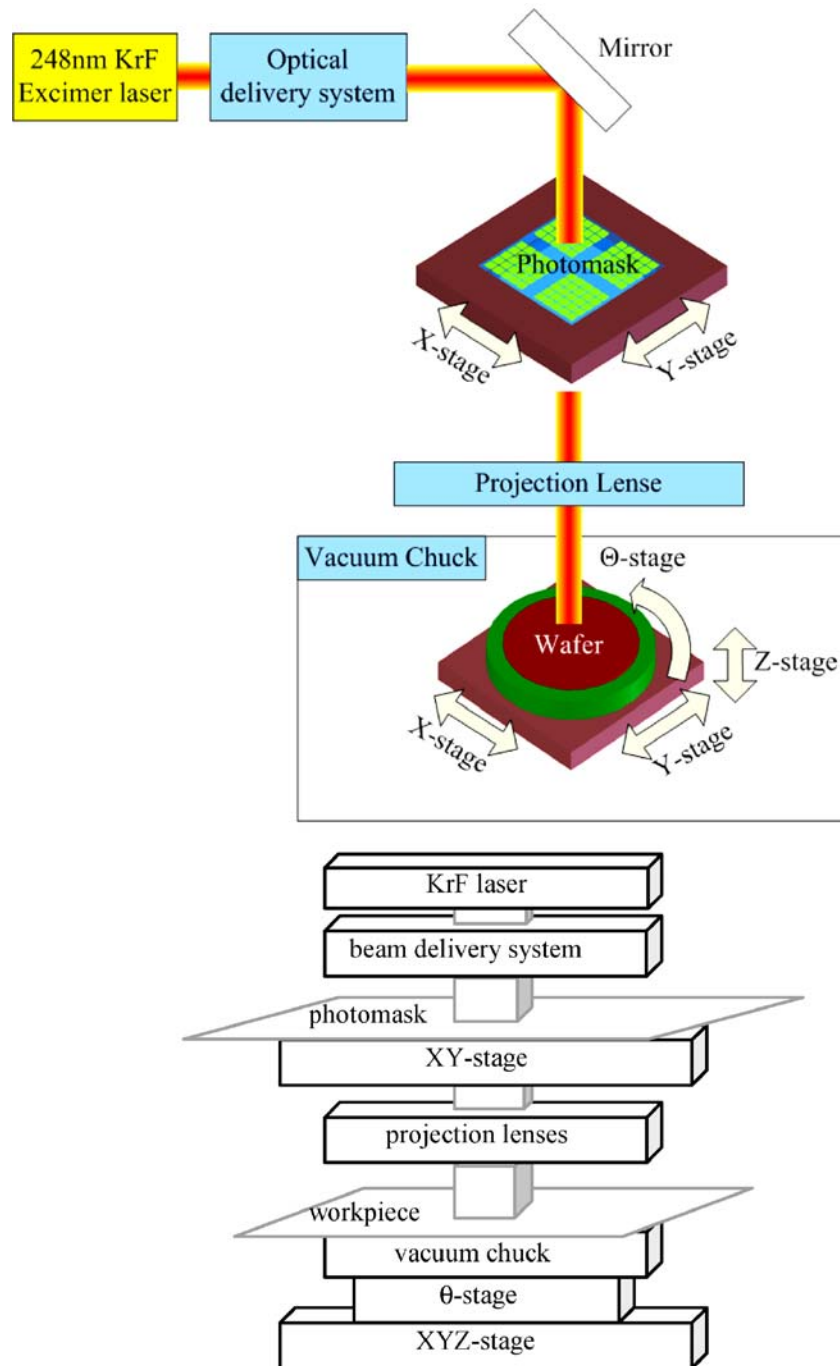 248nm KrF
Excimer laser
Optical
delivery system
Mirror
Photomask
X-stage
Y-stage
Projection Lense
Vacuum Chuck
Θ-stage
Wafer
Z-stage
X-stage
Y-stage
KrF laser
beam delivery system
photomask
XY-stage
projection lenses
workpiece
vacuum chuck
θ-stage
XYZ-stage